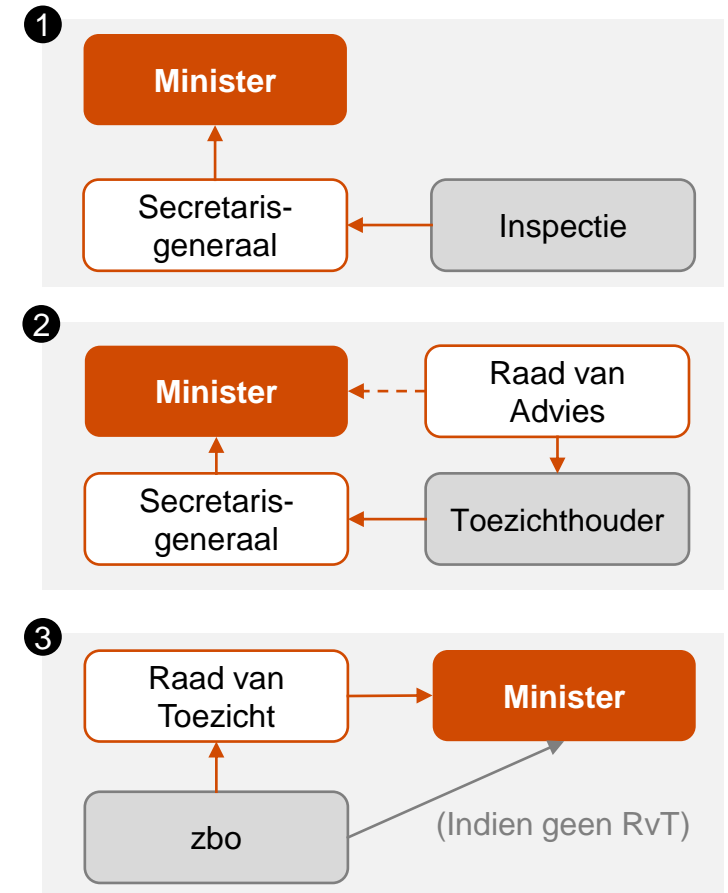 1
Minister
Secretaris-
generaal
Inspectie
2
Minister
Raad van
Advies
Secretaris-
generaal
Toezichthouder
3
Raad van
Toezicht
Minister
zbo
(Indien geen RvT)